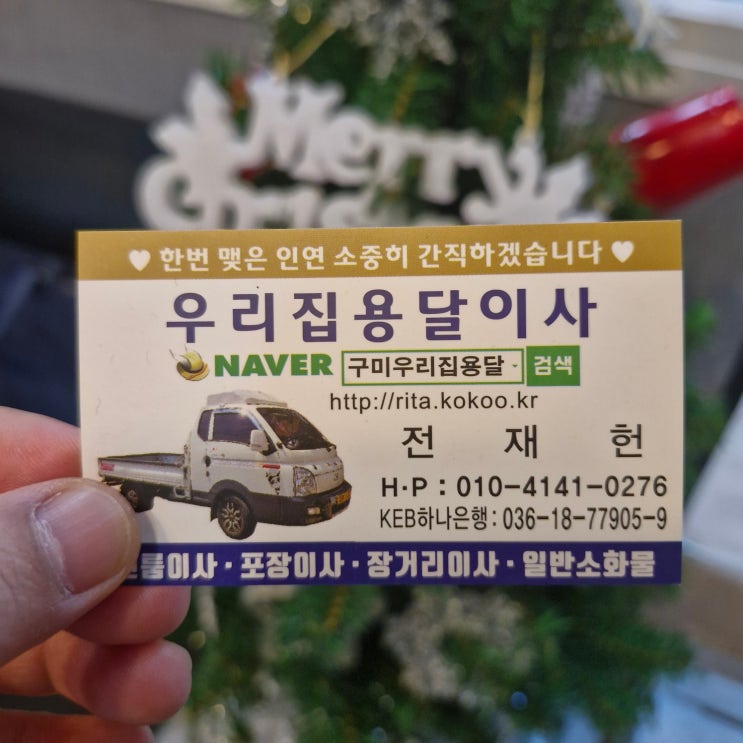 Merry
♥ 한번 맺은 인연 소중히 간직하겠습니다 ♥
우리집용달이사
NAVER 구미우리집용달 검색
http://rita.kokoo.kr
전 재 헌
H·P : 010-4141-0276
KEB하나은행 : 036-18-77905-9
포장이사 · 장거리이사 · 일반소화물